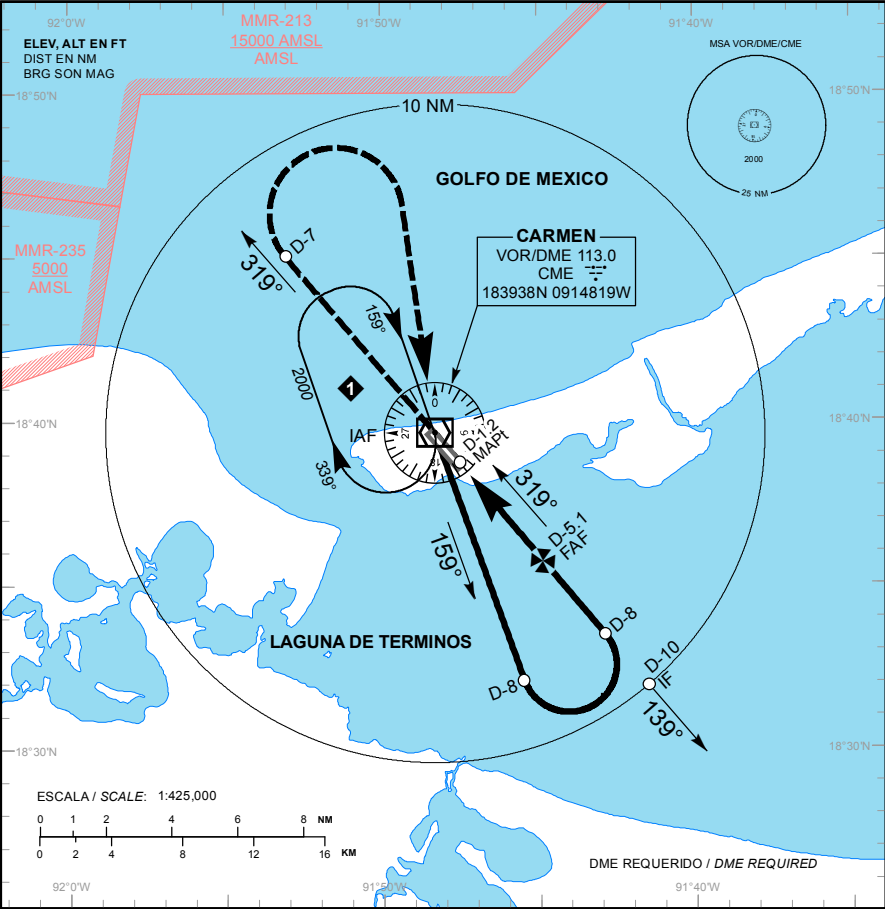 92°0'W
91°50'W
91°40'W
MMR-213
15000 AMSL
AMSL
ELEV, ALT EN FT
DIST EN NM
BRG SON MAG
MSA VOR/DME/CME
2000
25 NM
18°50'N
18°50'N
10 NM
GOLFO DE MEXICO
MMR-235
5000
AMSL
D-7
319°
CARMEN
VOR/DME 113.0
CME
183938N 0914819W
159°
2000
1
339°
18°40'N
18°40'N
IAF
0
27
18
D-1.2
MAPt
319°
D-5.1
FAF
159°
D-8
D-8
D-10
IF
139°
LAGUNA DE TERMINOS
18°30'N
18°30'N
ESCALA / SCALE: 1:425,000
0 1 2 4 6 8 NM
0 2 4 8 12 16 KM
DME REQUERIDO / DME REQUIRED
92°0'W
91°50'W
91°40'W